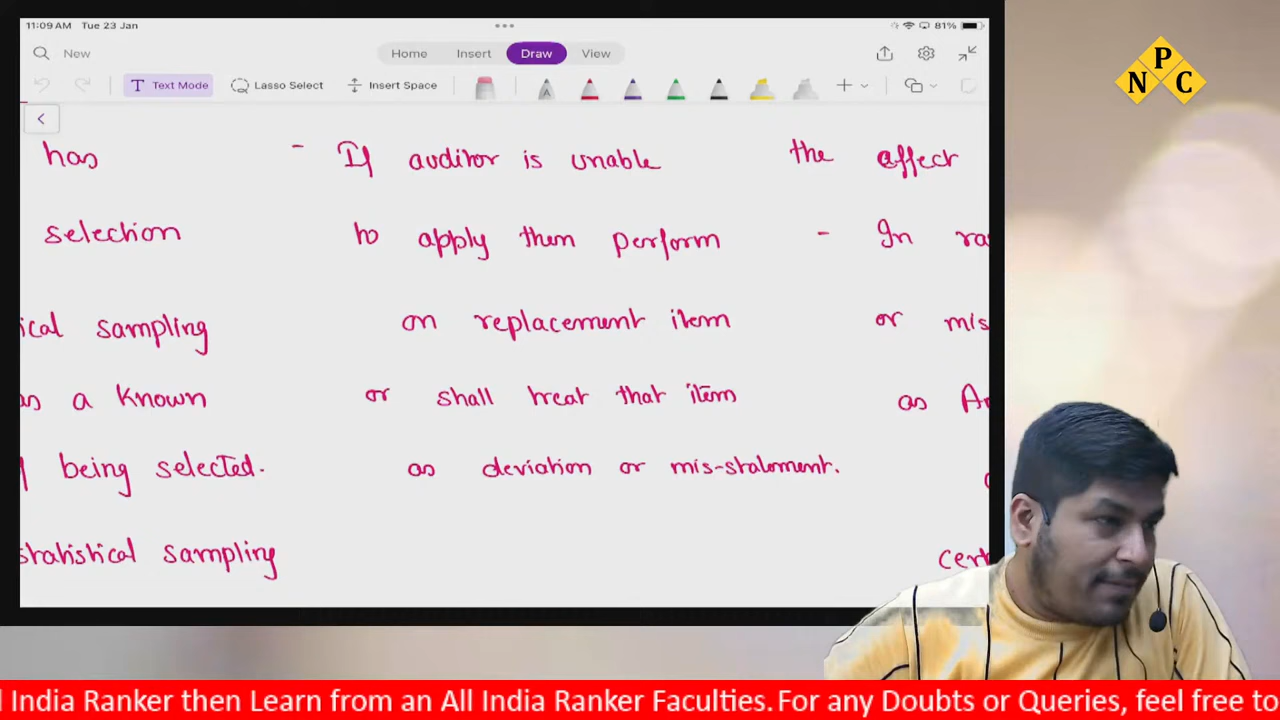 11:09 AM Tue 23 Jan
81%
New
Home Insert Draw View
Text Mode Lasso Select Insert Space
N P C
has
selection
ical sampling
as a known
being selected.
statistical sampling
- If auditor is unable
to apply them perform
on replacement item
or shall treat that item
as deviation or mis-statement.
the affect
- In
or mis
as
cert
India Ranker then Learn from an All India Ranker Faculties. For any Doubts or Queries, feel free to